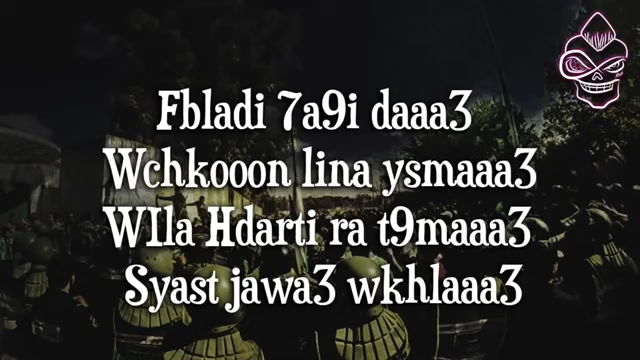 Fbladi 7a9i daaa3
Wchkooon lina ysmaaa3
WIla Hdarti ra t9maaa3
Syast jawa3 wkhlaaa3